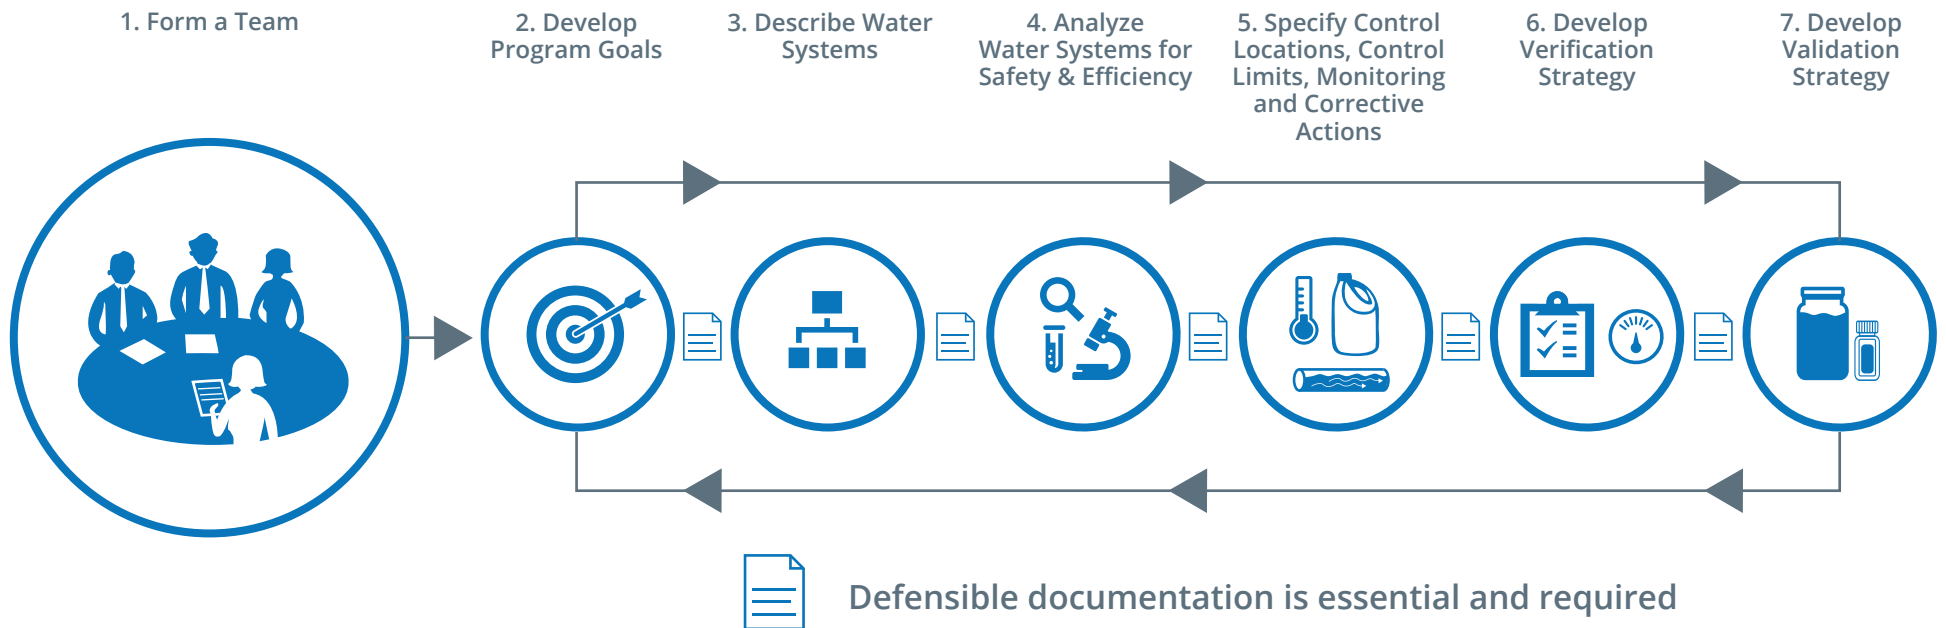 1. Form a Team
2. Develop
Program Goals
3. Describe Water
Systems
4. Analyze
Water Systems for
Safety & Efficiency
5. Specify Control
Locations, Control
Limits, Monitoring
and Corrective
Actions
6. Develop
Verification
Strategy
7. Develop
Validation
Strategy
Defensible documentation is essential and required